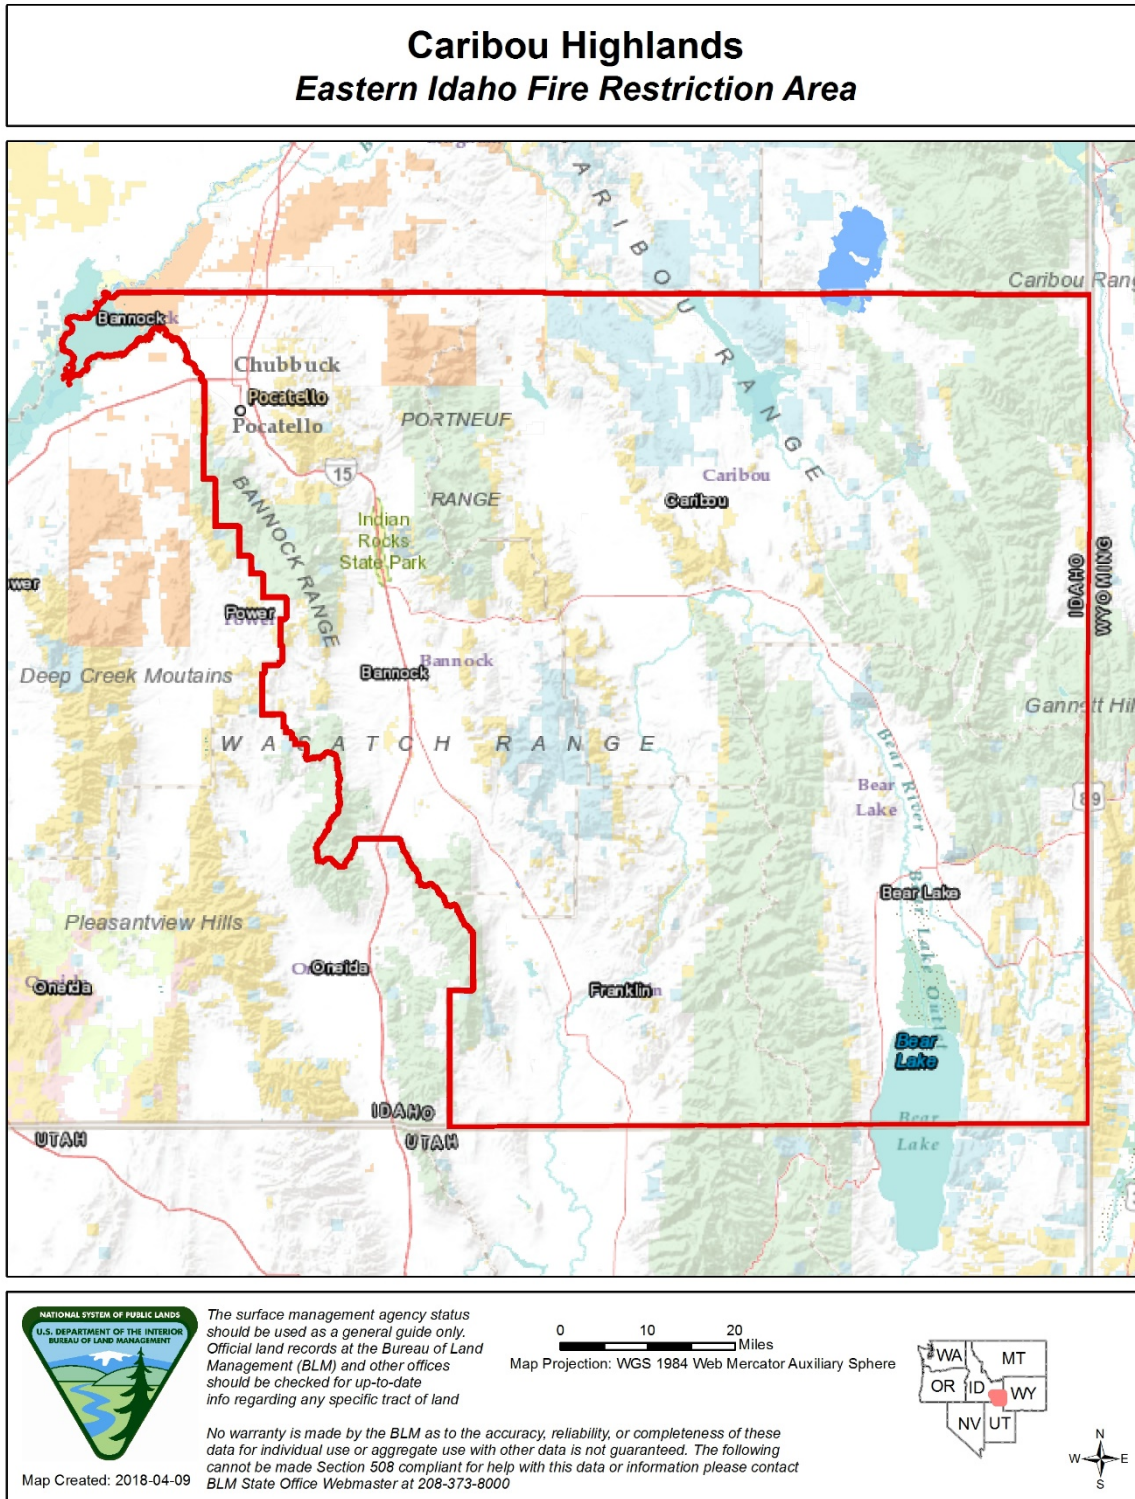 Caribou Highlands
Eastern Idaho Fire Restriction Area
CARIBOU RANGE
Caribou Rang
Bannock
Chubbuck
Pocatello
Pocatello
PORTNEUF
RANGE
15
Caribou
Caribou
BANNOCK RANGE
Indian
Rocks
State Park
IDAHO
WYOMING
wer
Power
Power
Bannock
Bannock
Deep Creek Moutains
Gannett Hil
WASATCH RANGE
Bear River
Bear
Lake
89
Bear Lake
Bear Lake Outlet
Pleasantview Hills
Oneida
Oneida
Franklin
Bear
Lake
IDAHO
UTAH
UTAH
Bear
Lake
NATIONAL SYSTEM OF PUBLIC LANDS
U.S. DEPARTMENT OF THE INTERIOR
BUREAU OF LAND MANAGEMENT
Map Created: 2018-04-09
The surface management agency status
should be used as a general guide only.
Official land records at the Bureau of Land
Management (BLM) and other offices
should be checked for up-to-date
info regarding any specific tract of land
No warranty is made by the BLM as to the accuracy, reliability, or completeness of these
data for individual use or aggregate use with other data is not guaranteed. The following
cannot be made Section 508 compliant for help with this data or information please contact
BLM State Office Webmaster at 208-373-8000
0 10 20
Miles
Map Projection: WGS 1984 Web Mercator Auxiliary Sphere
WA
MT
OR
ID
WY
NV
UT
N
W E
S